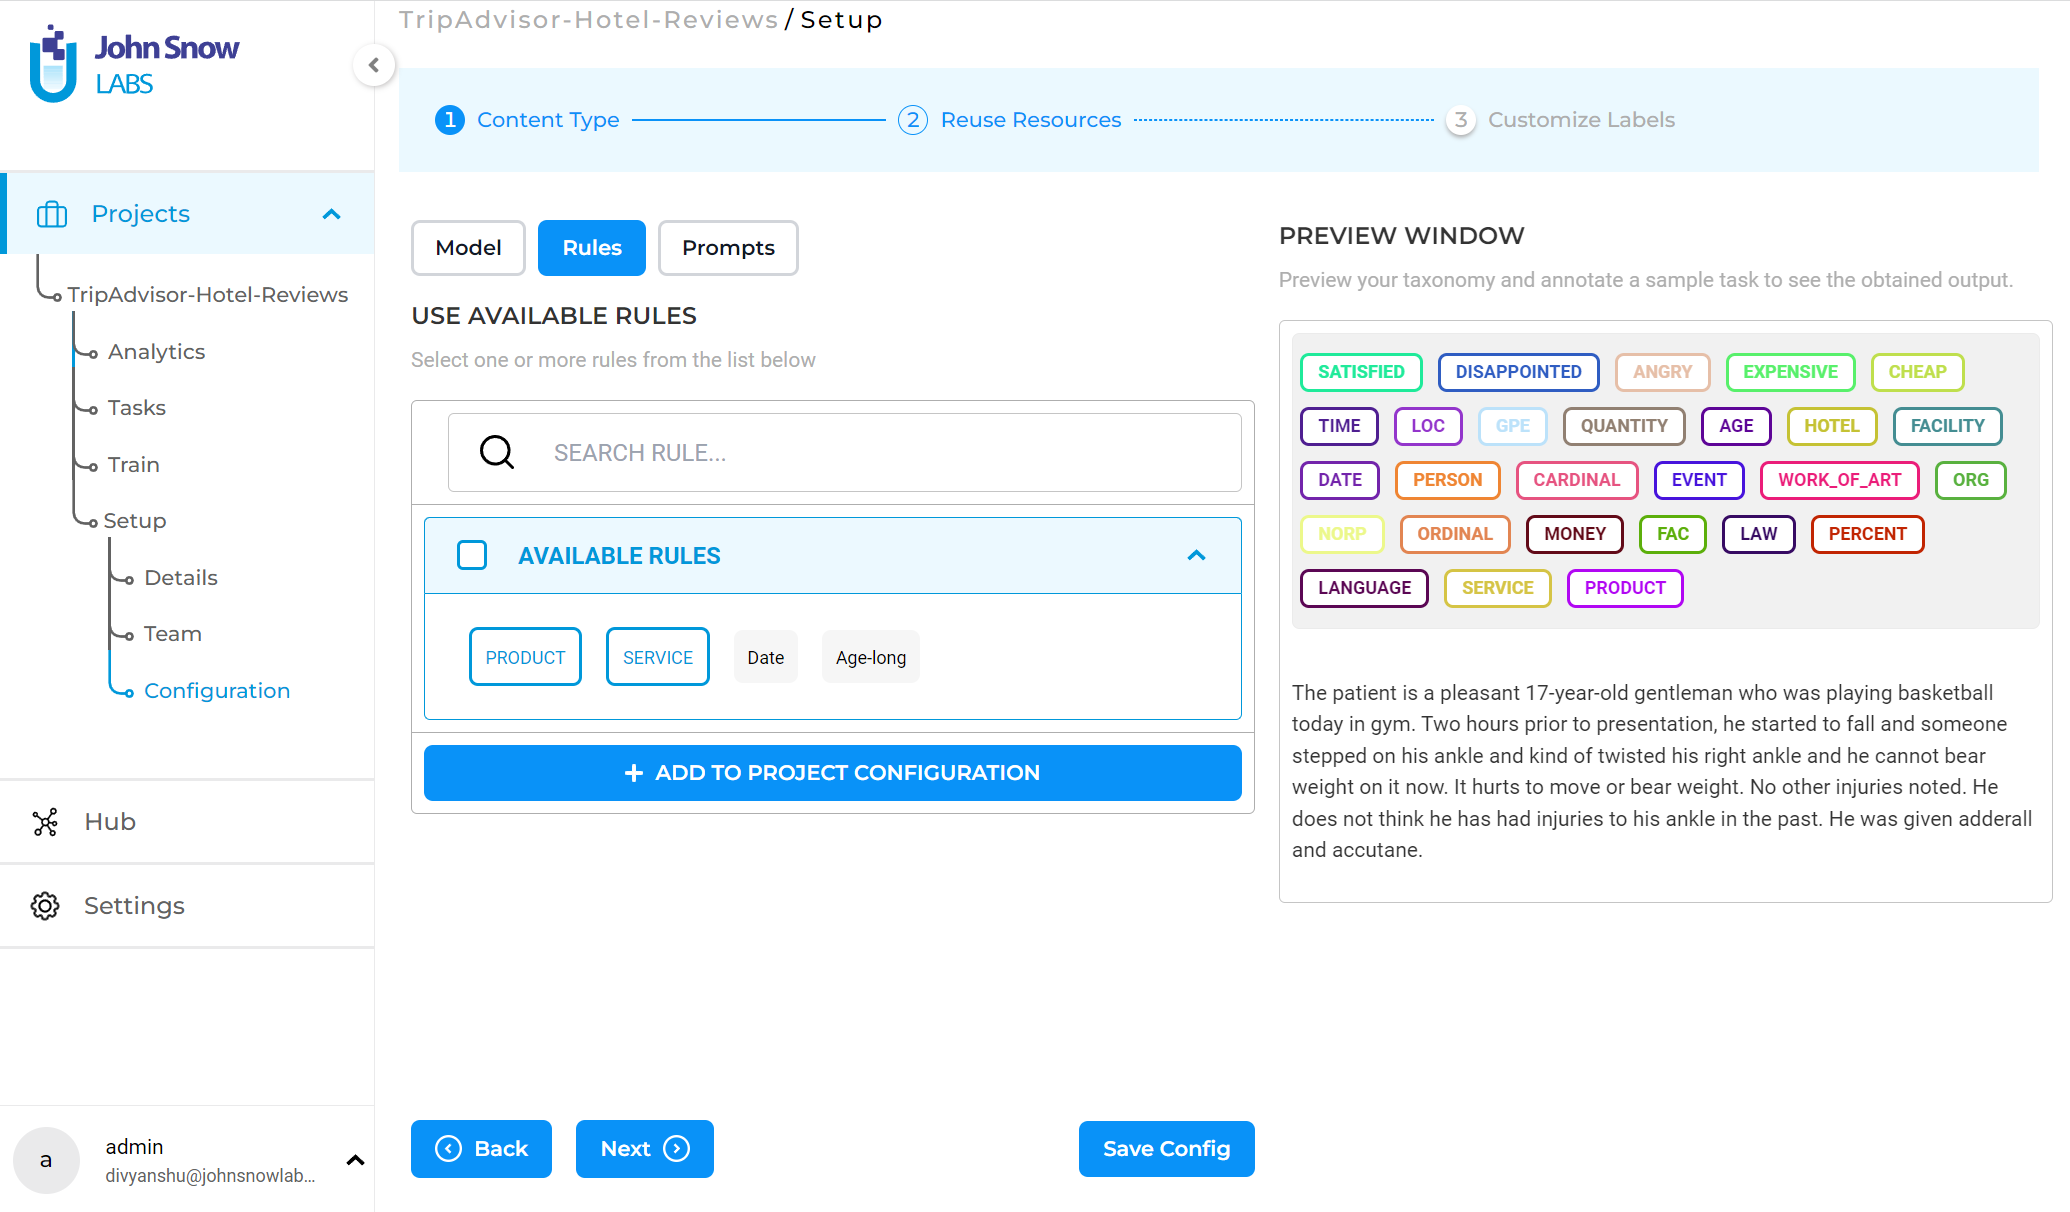 John Snow
LABS
TripAdvisor-Hotel-Reviews / Setup
1 Content Type
2 Reuse Resources
3 Customize Labels
Projects
TripAdvisor-Hotel-Reviews
Analytics
Tasks
Train
Setup
Details
Team
Configuration
Hub
Settings
a
admin
divyanshu@johnsnowlab...
Model
Rules
Prompts
USE AVAILABLE RULES
Select one or more rules from the list below
SEARCH RULE...
AVAILABLE RULES
PRODUCT SERVICE Date Age-long
+ ADD TO PROJECT CONFIGURATION
Back
Next
Save Config
PREVIEW WINDOW
Preview your taxonomy and annotate a sample task to see the obtained output.
SATISFIED DISAPPOINTED ANGRY EXPENSIVE CHEAP
TIME LOC GPE QUANTITY AGE HOTEL FACILITY
DATE PERSON CARDINAL EVENT WORK_OF_ART ORG
NORP ORDINAL MONEY FAC LAW PERCENT
LANGUAGE SERVICE PRODUCT
The patient is a pleasant 17-year-old gentleman who was playing basketball
today in gym. Two hours prior to presentation, he started to fall and someone
stepped on his ankle and kind of twisted his right ankle and he cannot bear
weight on it now. It hurts to move or bear weight. No other injuries noted. He
does not think he has had injuries to his ankle in the past. He was given adderall
and accutane.